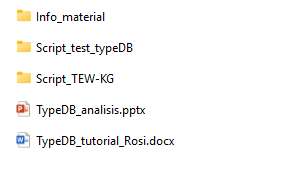 Info_material
Script_test_typeDB
Script_TEW-KG
TypeDB_analisis.pptx
TypeDB_tutorial_Rosi.docx